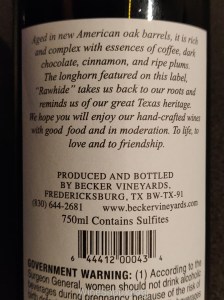 Aged in new American oak barrels, it is rich
and complex with essences of coffee, dark
chocolate, cinnamon, and ripe plums.
The longhorn featured on this label,
"Rawhide" takes us back to our roots and
reminds us of our great Texas heritage.
We hope you will enjoy our hand-crafted wines
with good food and in moderation. To life, to
love and to friendship.
PRODUCED AND BOTTLED
BY BECKER VINEYARDS,
FREDERICKSBURG, TX BW-TX-91
(830) 644-2681 www.beckervineyards.com
750ml Contains Sulfites
6 44412 00043 4
GOVERNMENT WARNING: (1) According to the
Surgeon General, women should not drink alcoholic
beverages during pregnancy because of the risk of